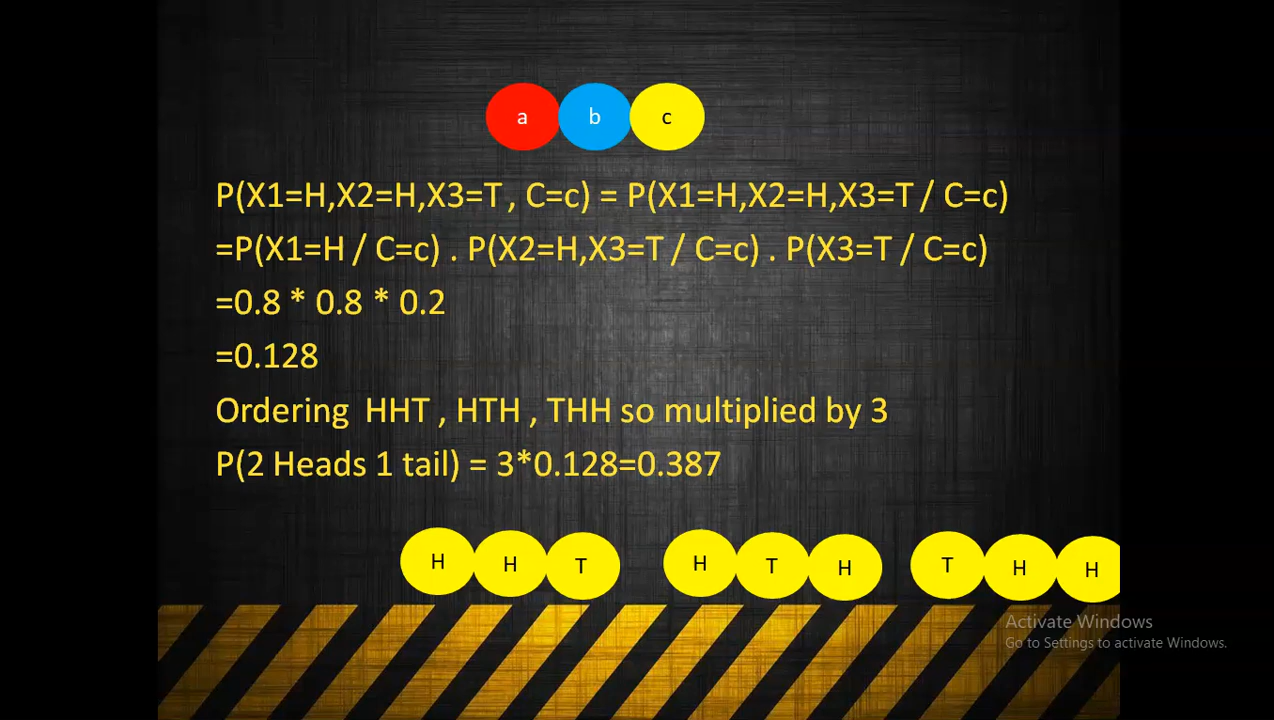 a b c
P(X1=H,X2=H,X3=T , C=c) = P(X1=H,X2=H,X3=T / C=c)
=P(X1=H / C=c) . P(X2=H,X3=T / C=c) . P(X3=T / C=c)
=0.8 * 0.8 * 0.2
=0.128
Ordering HHT , HTH , THH so multiplied by 3
P(2 Heads 1 tail) = 3*0.128=0.387
H H T H T H T H H
Activate Windows
Go to Settings to activate Windows.